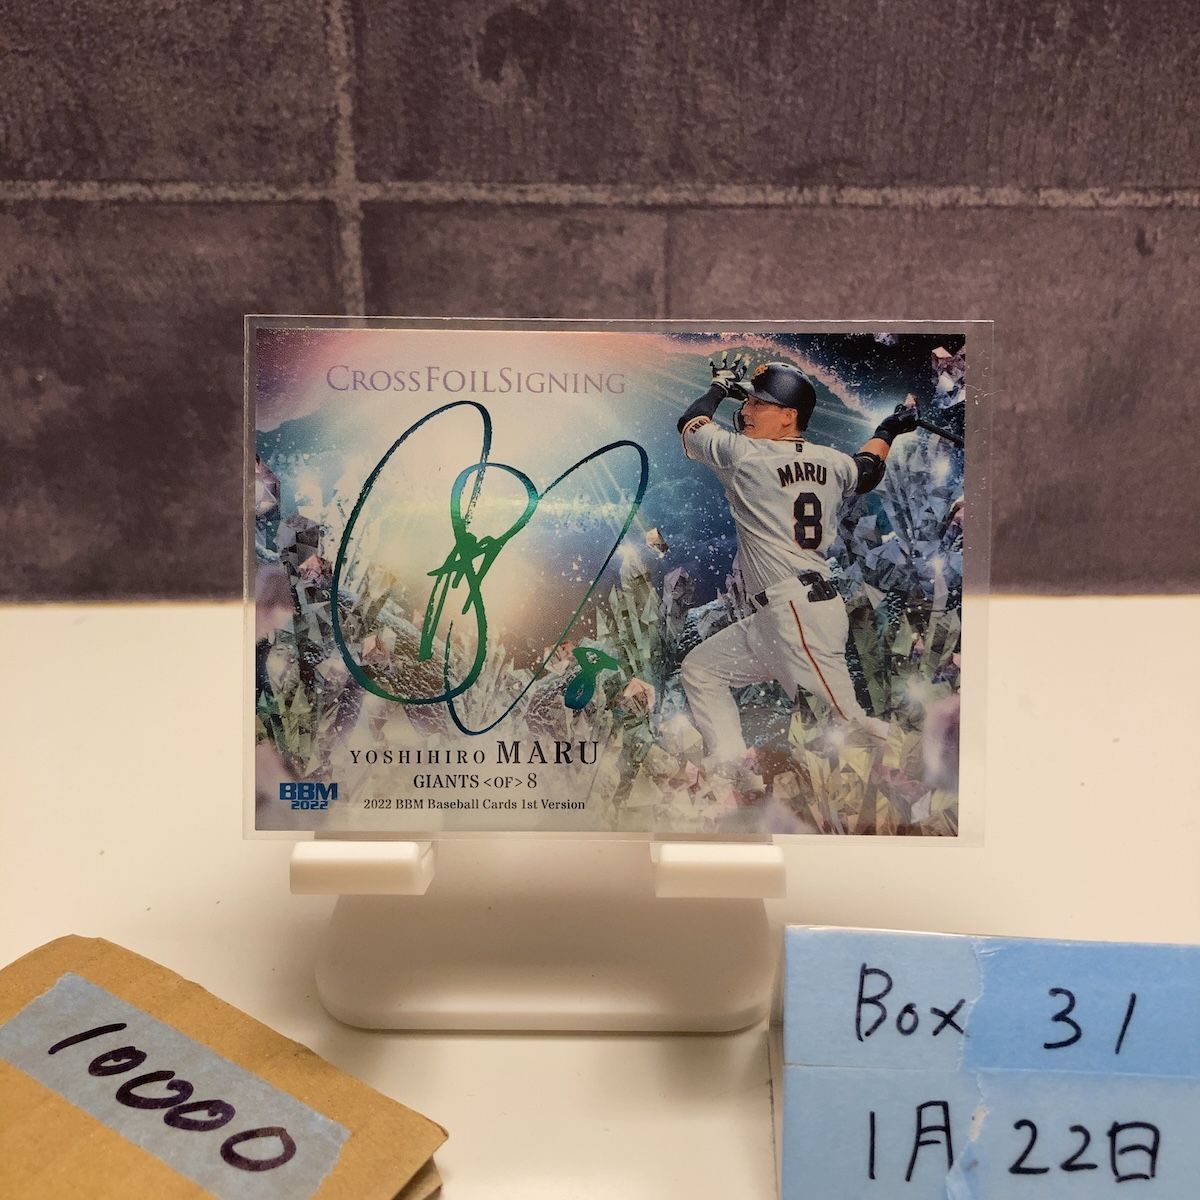 CROSSFOILSIGNING
MARU
8
8
YOSHIHIRO MARU
GIANTS <OF> 8
BBM
2022
2022 BBM Baseball Cards 1st Version
10000
Box 31
1月22日